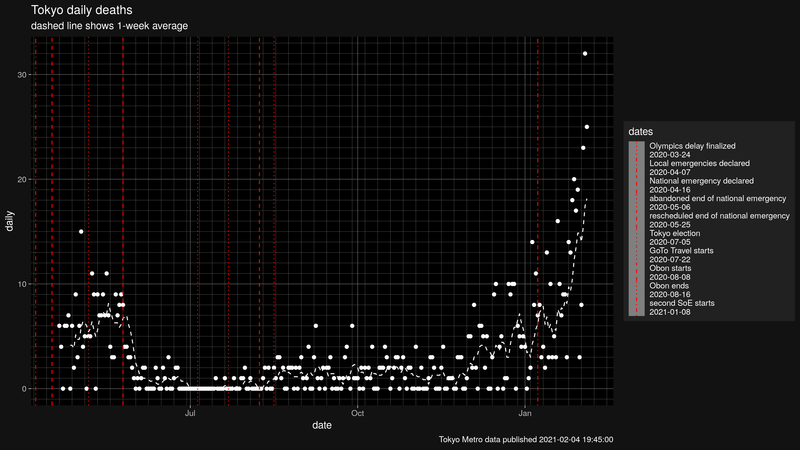 Tokyo daily deaths
dashed line shows 1-week average
daily
30
20
10
0
Jul
Oct
Jan
date
Tokyo Metro data published 2021-02-04 19:45:00
dates
Olympics delay finalized
2020-03-24
Local emergencies declared
2020-04-07
National emergency declared
2020-04-16
abandoned end of national emergency
2020-05-06
rescheduled end of national emergency
2020-05-25
Tokyo election
2020-07-05
GoTo Travel starts
2020-07-22
Obon starts
2020-08-08
Obon ends
2020-08-16
second SoE starts
2021-01-08